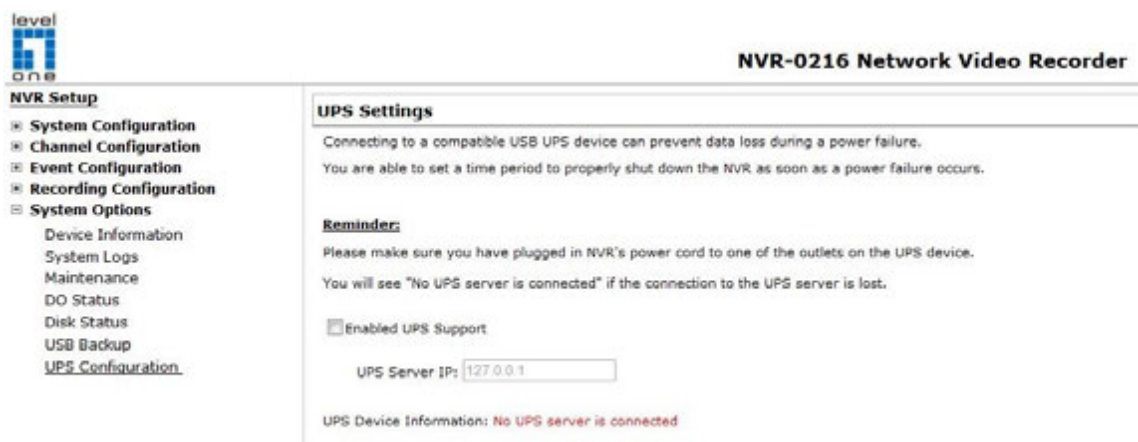 level
one
NVR-0216 Network Video Recorder
NVR Setup
System Configuration
Channel Configuration
Event Configuration
Recording Configuration
System Options
Device Information
System Logs
Maintenance
DO Status
Disk Status
USB Backup
UPS Configuration
UPS Settings
Connecting to a compatible USB UPS device can prevent data loss during a power failure.
You are able to set a time period to properly shut down the NVR as soon as a power failure occurs.
Reminder:
Please make sure you have plugged in NVR's power cord to one of the outlets on the UPS device.
You will see "No UPS server is connected" if the connection to the UPS server is lost.
Enabled UPS Support
UPS Server IP: 127.0.0.1
UPS Device Information: No UPS server is connected